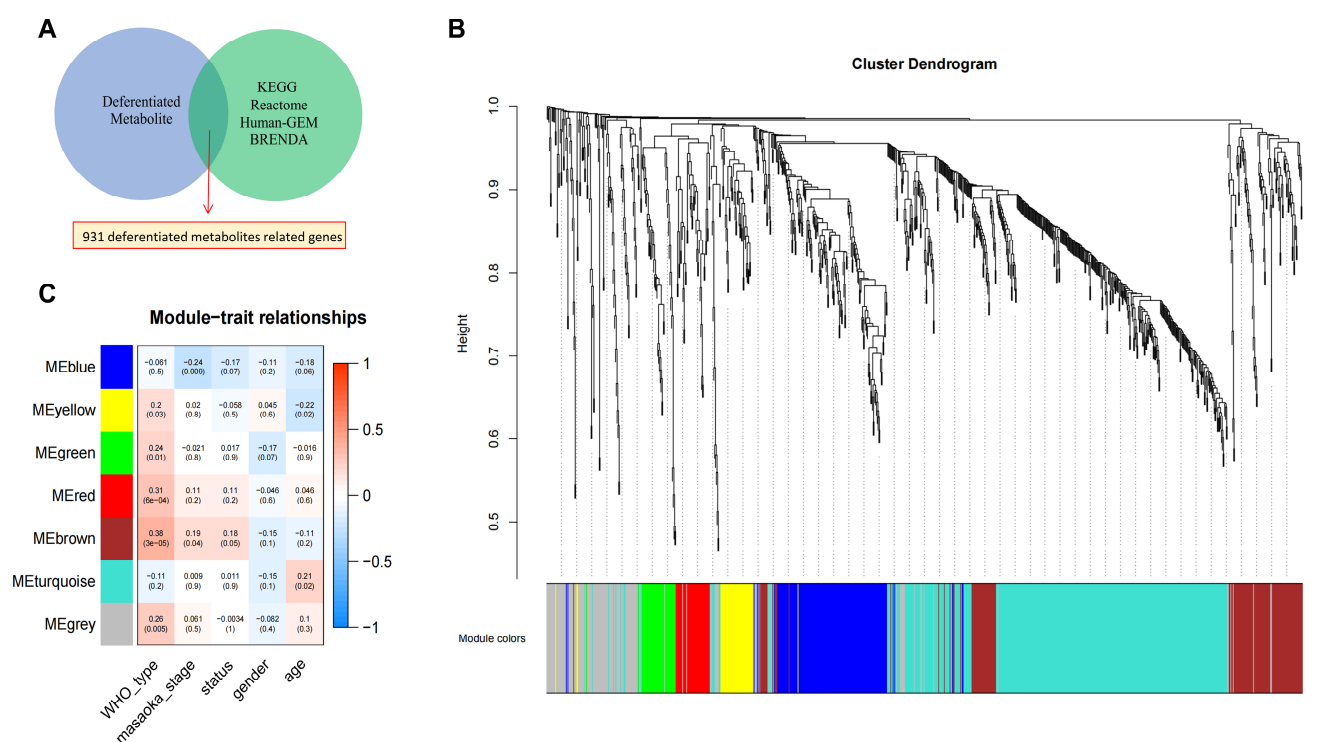 A
Deferentiated
Metabolite
KEGG
Reactome
Human-GEM
BRENDA
931 deferentiated metabolites related genes
B
Cluster Dendrogram
Height
1.0
0.9
0.8
0.7
0.6
0.5
Module colors
C
Module−trait relationships
MEblue
−0.061 −0.24 −0.17 −0.11 −0.18
(0.5) (0.009) (0.07) (0.2) (0.06)
MEyellow
0.2 0.02 −0.058 0.045 −0.22
(0.03) (0.8) (0.5) (0.6) (0.02)
MEgreen
0.24 −0.021 0.017 −0.17 −0.016
(0.01) (0.8) (0.9) (0.07) (0.9)
MEred
0.31 0.11 0.11 −0.046 0.046
(6e−04) (0.2) (0.2) (0.6) (0.6)
MEbrown
0.38 0.19 0.18 −0.15 −0.11
(3e−05) (0.04) (0.05) (0.1) (0.2)
MEturquoise
−0.11 0.009 0.011 −0.15 0.21
(0.2) (0.9) (0.9) (0.1) (0.02)
MEgrey
0.26 0.061 −0.0034 −0.082 0.1
(0.005) (0.5) (1) (0.4) (0.3)
WHO_type
masaoka_stage
status
gender
age
1
0.5
0
−0.5
−1